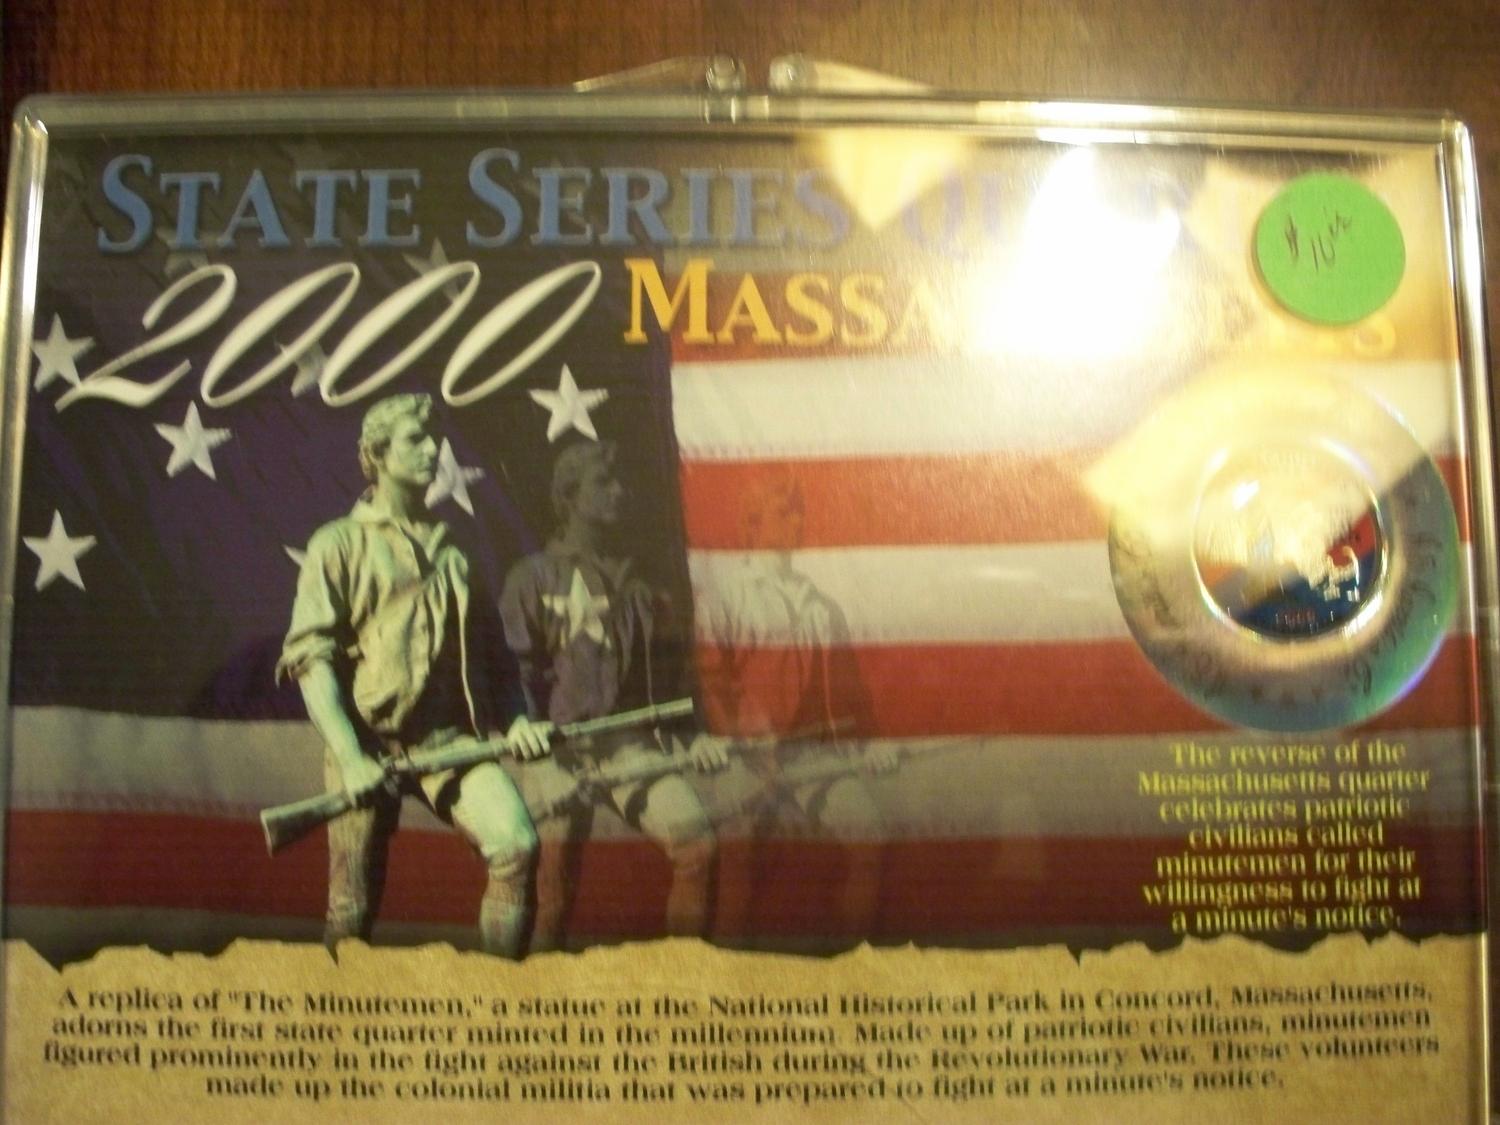 STATE SERIES QUARTER
$ 10
2000 MASSACHUSETTS
The reverse of the
Massachusetts quarter
celebrates patriotic
civilians called
minutemen for their
willingness to fight at
a minute's notice.
A replica of "The Minutemen," a statue at the National Historical Park in Concord, Massachusetts,
adorns the first state quarter minted in the millennium. Made up of patriotic civilians, minutemen
figured prominently in the fight against the British during the Revolutionary War. These volunteers
made up the colonial militia that was prepared to fight at a minute's notice.